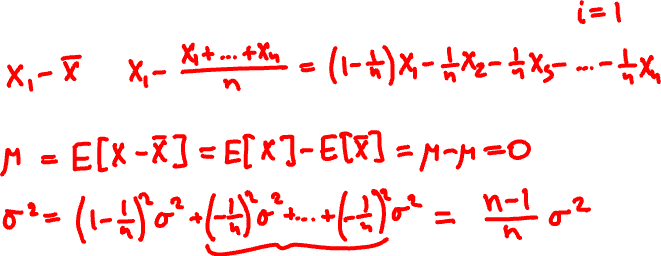 i=1
X₁ - X̄   X₁ - (X₁+...+Xₙ)/n = (1-1/n)X₁ - 1/n X₂ - 1/n X₃ - ... - 1/n Xₙ
μ = E[X-X̄] = E[X]-E[X̄] = μ-μ=0
σ²= (1-1/n)²σ² + (-1/n)²σ²+...+(-1/n)²σ² = (n-1)/n σ²